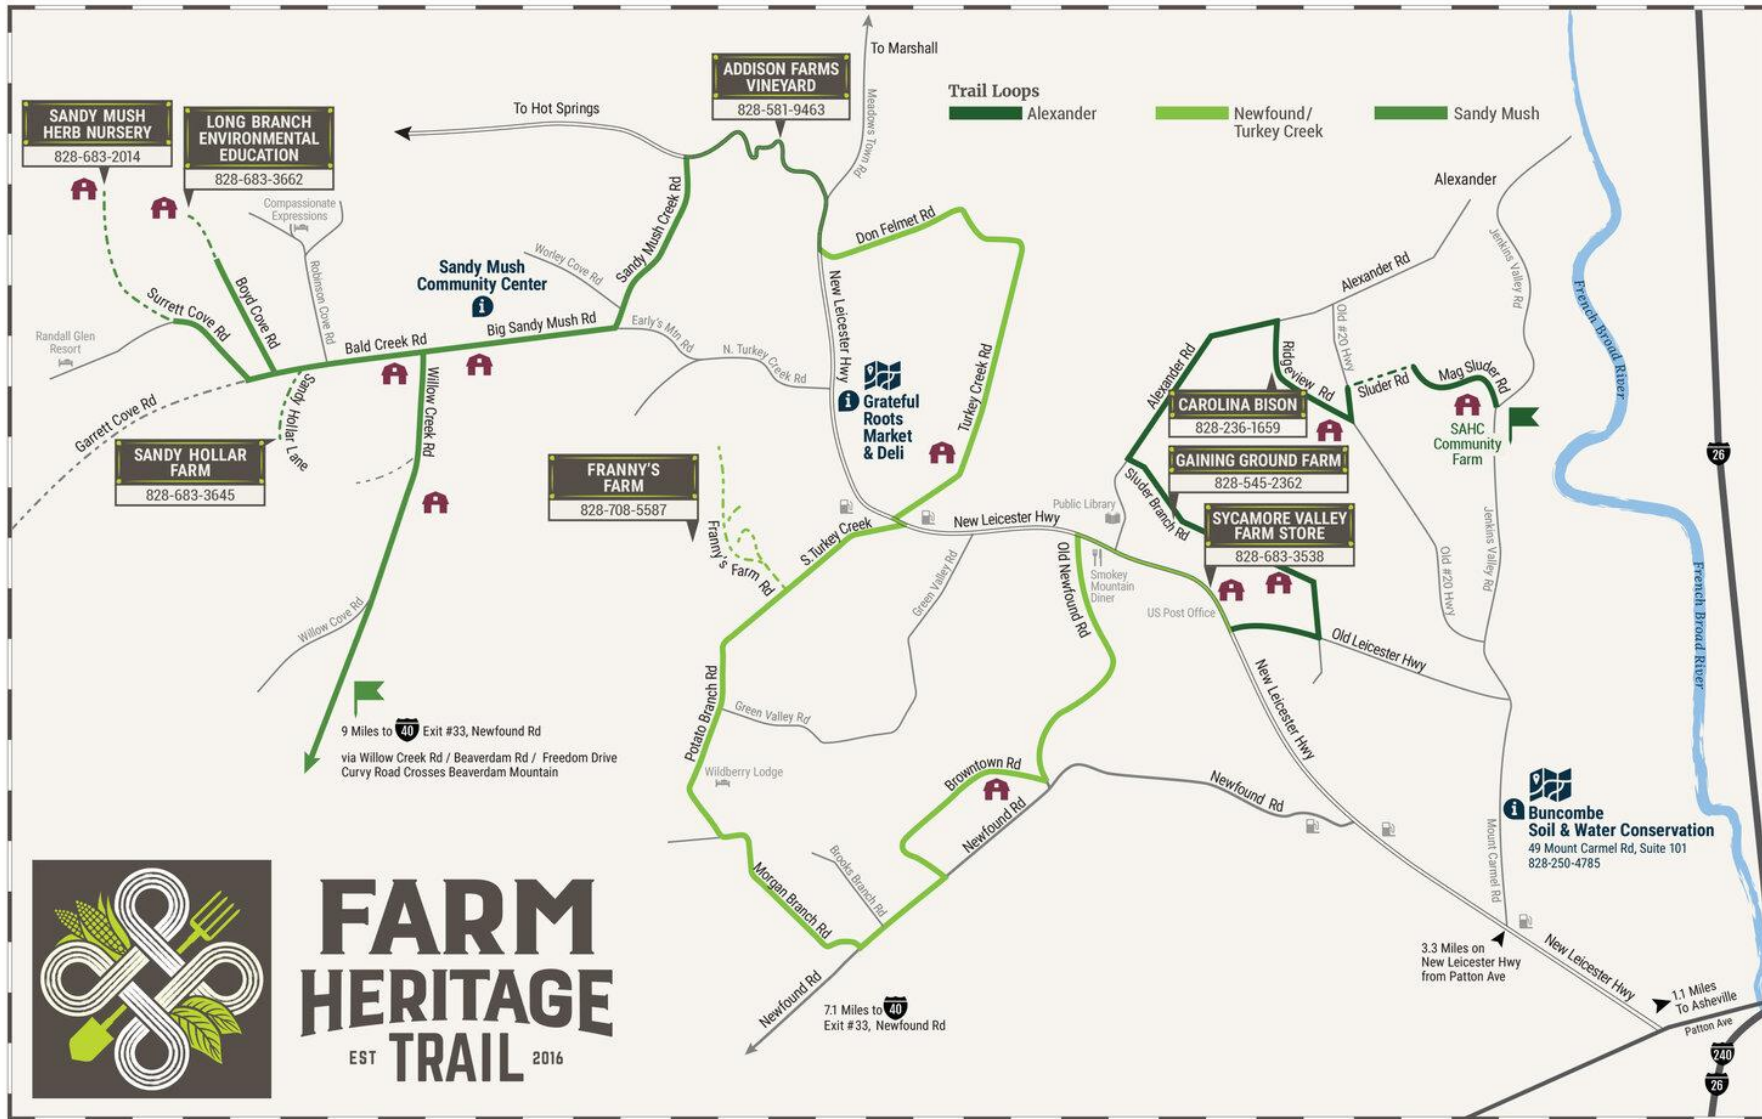 To Marshall
Meadows Town Rd
ADDISON FARMS
VINEYARD
828-581-9463
Trail Loops
Alexander
Newfound/
Turkey Creek
Sandy Mush
To Hot Springs
SANDY MUSH
HERB NURSERY
828-683-2014
LONG BRANCH
ENVIRONMENTAL
EDUCATION
828-683-3662
Compassionate
Expressions
Robinson Cove Rd
Worley Cove Rd
Sandy Mush Creek Rd
Don Felmet Rd
Sandy Mush
Community Center
i
Big Sandy Mush Rd
Early's Mtn Rd
N. Turkey Creek Rd
New Leicester Hwy
Surrett Cove Rd
Boyd Cove Rd
Bald Creek Rd
Randall Glen
Resort
Garrett Cove Rd
Sandy Hollar Lane
Willow Creek Rd
SANDY HOLLAR
FARM
828-683-3645
Willow Cove Rd
9 Miles to 40 Exit #33, Newfound Rd
via Willow Creek Rd / Beaverdam Rd / Freedom Drive
Curvy Road Crosses Beaverdam Mountain
i
Grateful
Roots
Market
& Deli
Turkey Creek Rd
FRANNY'S
FARM
828-708-5587
Franny's Farm Rd
S. Turkey Creek
New Leicester Hwy
Green Valley Rd
Potato Branch Rd
Green Valley Rd
Wildberry Lodge
Morgan Branch Rd
Brooks Branch Rd
Browntown Rd
Newfound Rd
Newfound Rd
7.1 Miles to 40
Exit #33, Newfound Rd
Old Newfound Rd
Public Library
Smokey
Mountain
Diner
US Post Office
Alexander
Alexander Rd
Jenkins Valley Rd
French Broad River
Old #20 Hwy
Alexander Rd
Ridgeview Rd
Sluder Rd
Mag Sluder Rd
CAROLINA BISON
828-236-1659
SAHC
Community
Farm
GAINING GROUND FARM
828-545-2362
Sluder Branch Rd
SYCAMORE VALLEY
FARM STORE
828-683-3538
26
Old #20 Hwy
Jenkins Valley Rd
French Broad River
Old Leicester Hwy
New Leicester Hwy
Newfound Rd
Mount Carmel Rd
i
Buncombe
Soil & Water Conservation
49 Mount Carmel Rd, Suite 101
828-250-4785
3.3 Miles on
New Leicester Hwy
from Patton Ave
New Leicester Hwy
1.1 Miles
To Asheville
Patton Ave
240
26
FARM
HERITAGE
EST TRAIL 2016